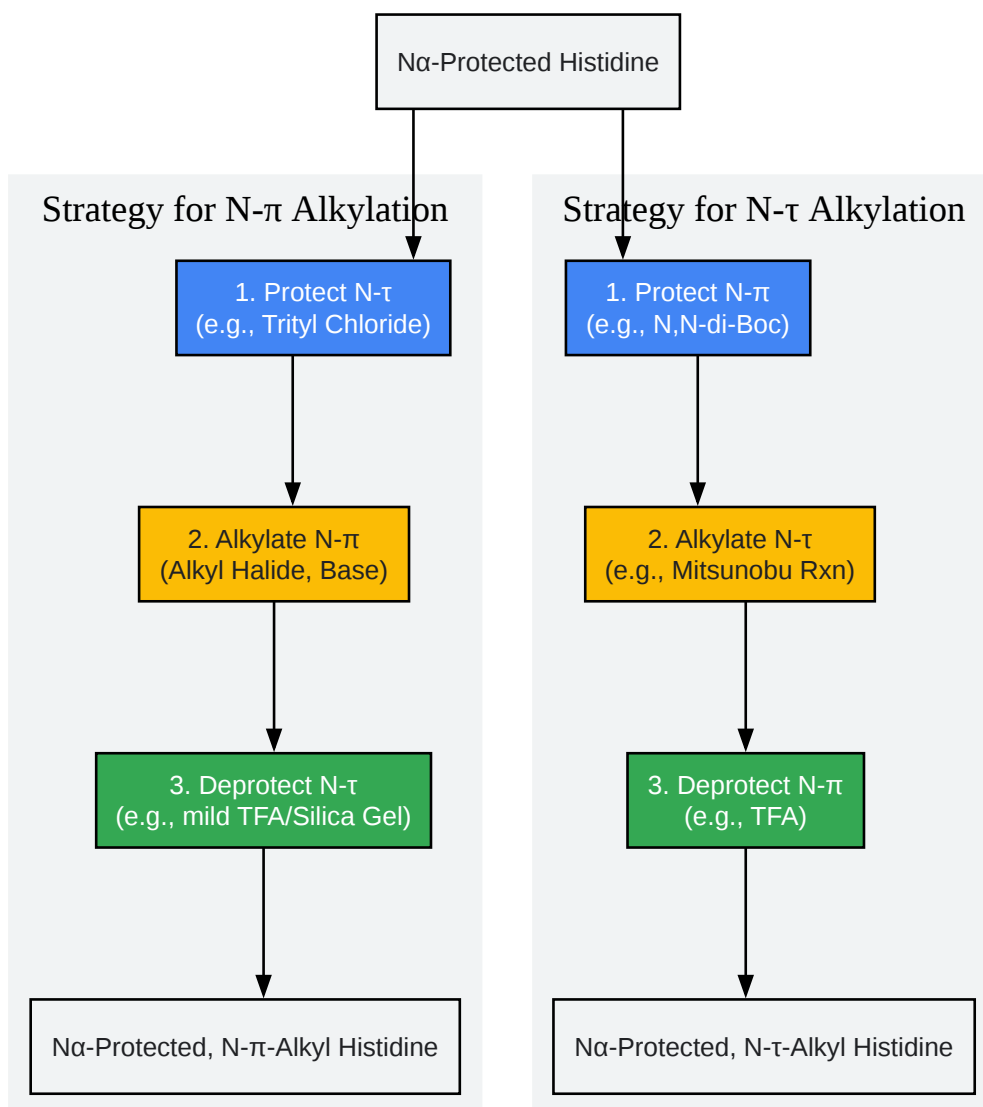 Nα-Protected Histidine
Strategy for N-π Alkylation
1. Protect N-τ
(e.g., Trityl Chloride)
2. Alkylate N-π
(Alkyl Halide, Base)
3. Deprotect N-τ
(e.g., mild TFA/Silica Gel)
Nα-Protected, N-π-Alkyl Histidine
Strategy for N-τ Alkylation
1. Protect N-π
(e.g., N,N-di-Boc)
2. Alkylate N-τ
(e.g., Mitsunobu Rxn)
3. Deprotect N-π
(e.g., TFA)
Nα-Protected, N-τ-Alkyl Histidine